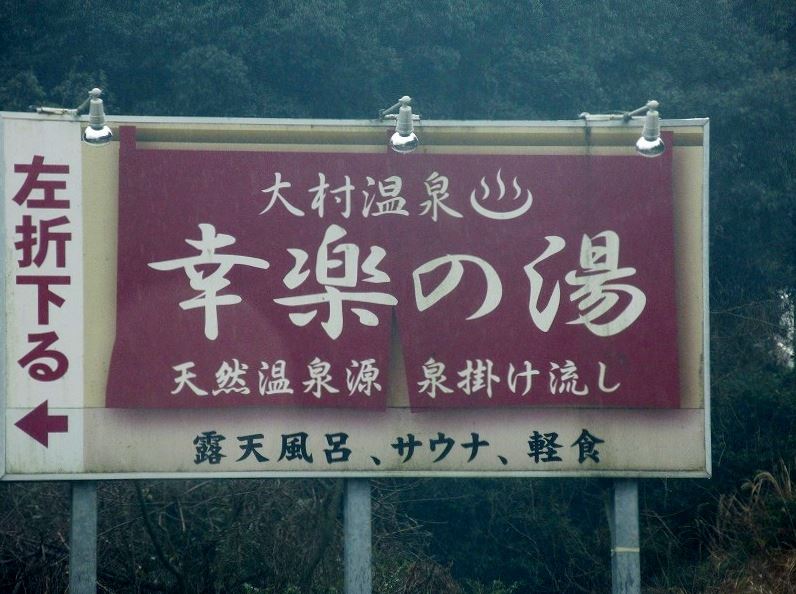 大村温泉♨
幸楽の湯
天然温泉源 泉掛け流し
露天風呂、サウナ、軽食
左折下る
←